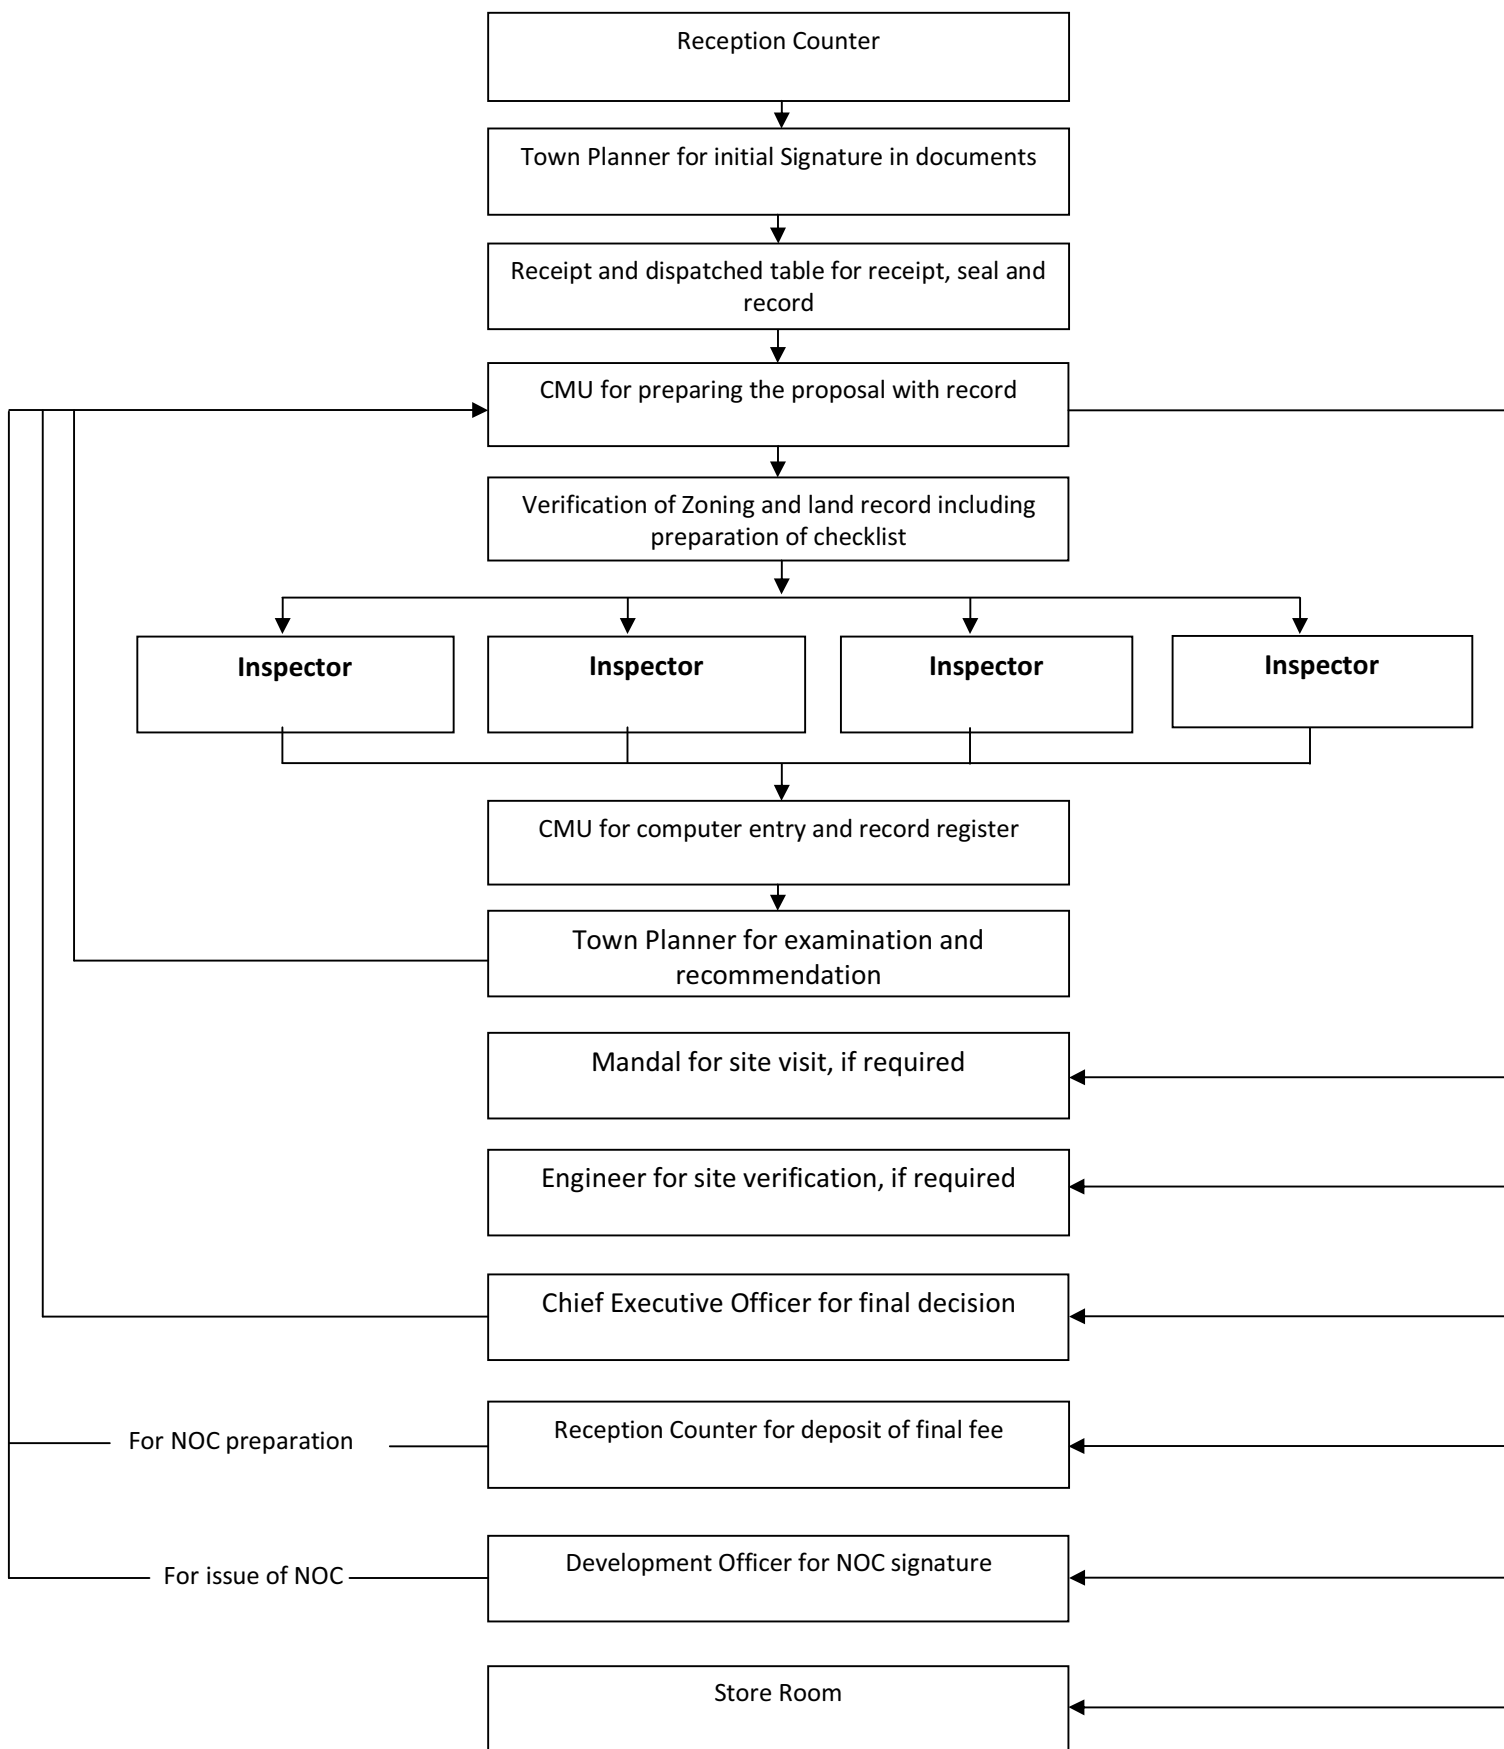 Reception Counter
Town Planner for initial Signature in documents
Receipt and dispatched table for receipt, seal and
record
CMU for preparing the proposal with record
Verification of Zoning and land record including
preparation of checklist
Inspector
Inspector
Inspector
Inspector
CMU for computer entry and record register
Town Planner for examination and
recommendation
Mandal for site visit, if required
Engineer for site verification, if required
Chief Executive Officer for final decision
For NOC preparation
Reception Counter for deposit of final fee
For issue of NOC
Development Officer for NOC signature
Store Room